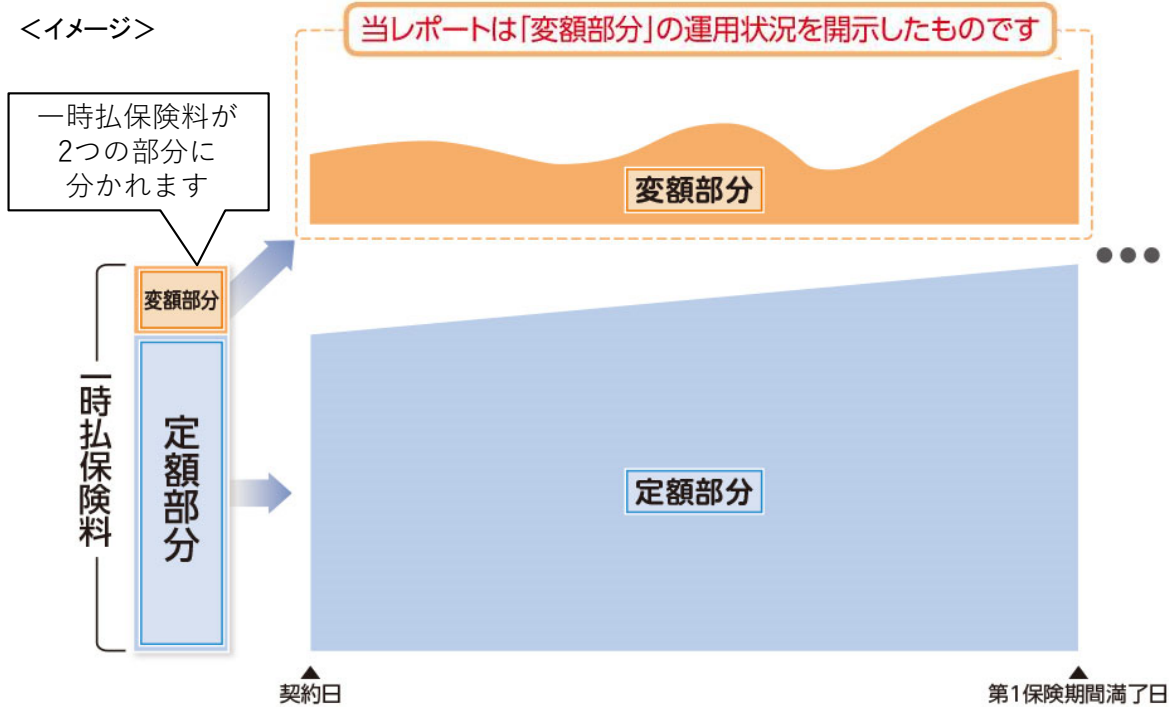 ＜イメージ＞
当レポートは「変額部分」の運用状況を開示したものです
一時払保険料が
2つの部分に
分かれます
変額部分
変額部分
一時払保険料
定額部分
定額部分
契約日
第1保険期間満了日